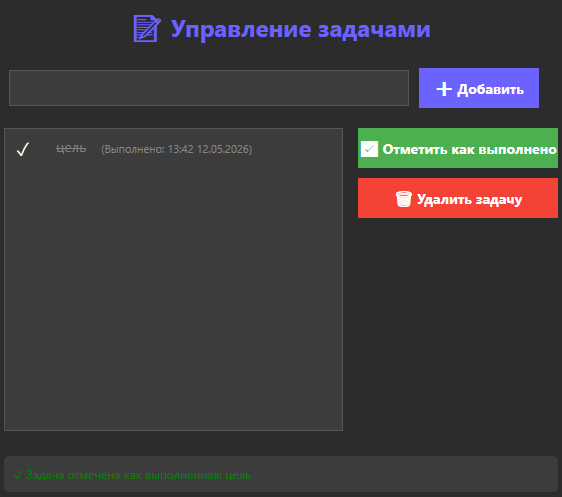 📝 Управление задачами
➕ Добавить
✓ цель (Выполнено: 13:42 12.05.2026)
✅ Отметить как выполнено
🗑 Удалить задачу
✓ Задача отмечена как выполненная: цель